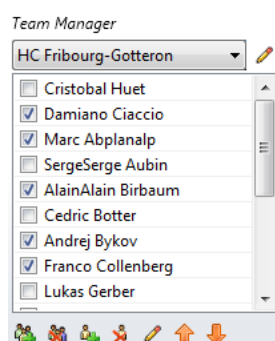 Team Manager
HC Fribourg-Gotteron
Cristobal Huet
Damiano Ciaccio
Marc Abplanalp
SergeSerge Aubin
AlainAlain Birbaum
Cedric Botter
Andrej Bykov
Franco Collenberg
Lukas Gerber